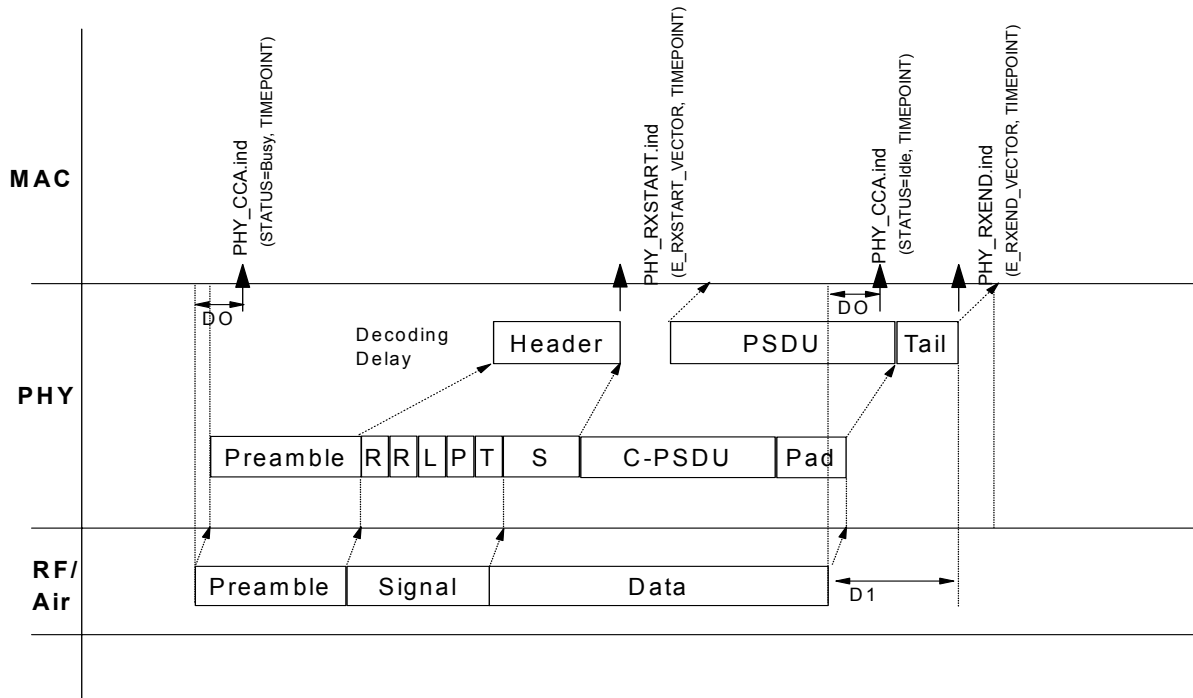 PHY_CCA.ind
(STATUS=Busy, TIMEPOINT)
PHY_RXSTART.ind
(E_RXSTART_VECTOR, TIMEPOINT)
PHY_CCA.ind
(STATUS=Idle, TIMEPOINT)
PHY_RXEND.ind
(E_RXEND_VECTOR, TIMEPOINT)
MAC
DO
DO
Decoding
Delay
Header
PSDU
Tail
PHY
Preamble
R
R
L
P
T
S
C-PSDU
Pad
RF/
Air
Preamble
Signal
Data
D1